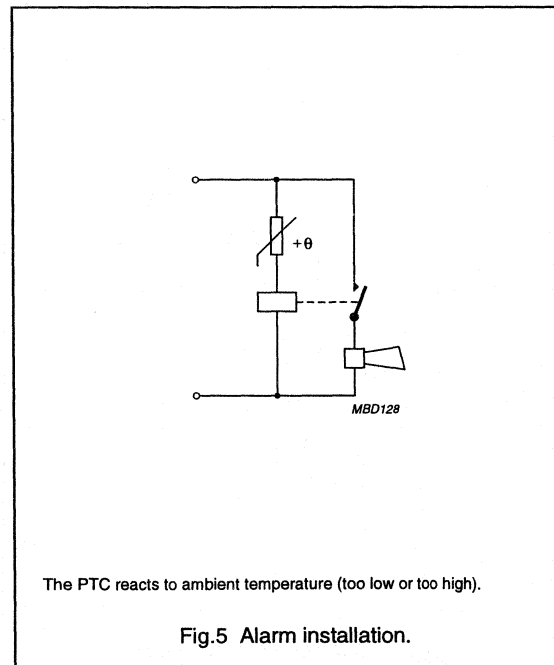 +θ
MBD128
The PTC reacts to ambient temperature (too low or too high).
Fig.5 Alarm installation.